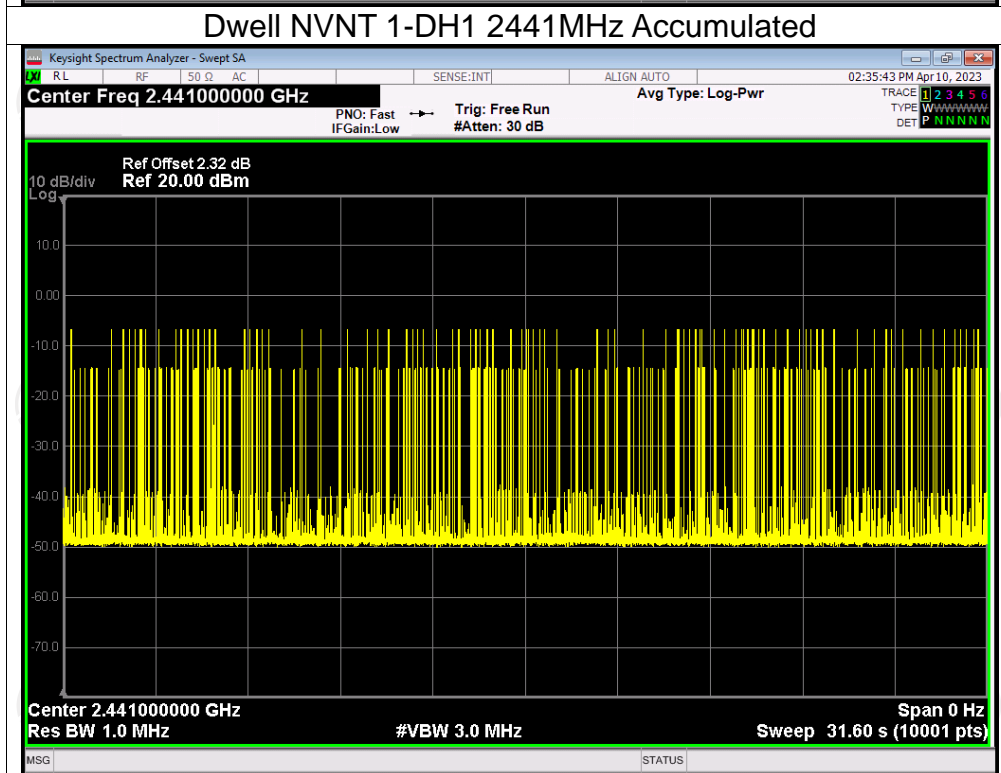 Dwell NVNT 1-DH1 2441MHz Accumulated
Keysight Spectrum Analyzer - Swept SA
LXI RL RF 50 Ω AC SENSE:INT ALIGN AUTO 02:35:43 PM Apr 10, 2023
Center Freq 2.441000000 GHz
PNO: Fast
IFGain:Low
Trig: Free Run
#Atten: 30 dB
Avg Type: Log-Pwr
TRACE 1 2 3 4 5 6
TYPE WWWWWW
DET P N N N N N
Ref Offset 2.32 dB
10 dB/div Ref 20.00 dBm
Log
10.0
0.00
-10.0
-20.0
-30.0
-40.0
-50.0
-60.0
-70.0
Center 2.441000000 GHz Span 0 Hz
Res BW 1.0 MHz #VBW 3.0 MHz Sweep 31.60 s (10001 pts)
MSG STATUS